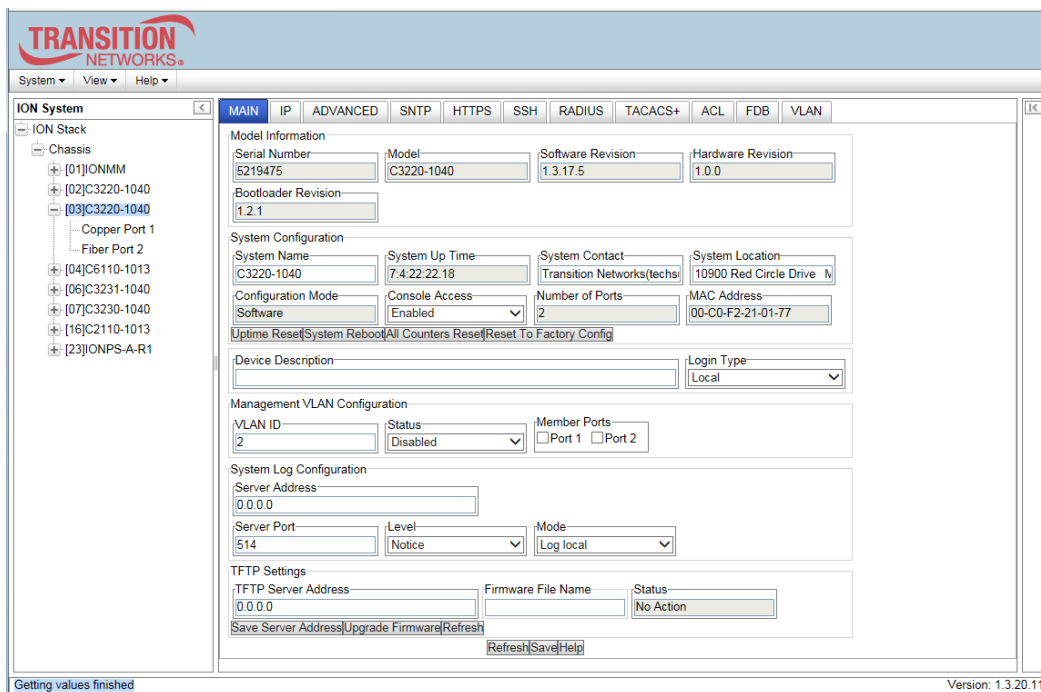 TRANSITION
NETWORKS®
System View Help
ION System
ION Stack
Chassis
[01]IONMM
[02]C3220-1040
[03]C3220-1040
Copper Port 1
Fiber Port 2
[04]C6110-1013
[06]C3231-1040
[07]C3230-1040
[16]C2110-1013
[23]IONPS-A-R1
MAIN IP ADVANCED SNTP HTTPS SSH RADIUS TACACS+ ACL FDB VLAN
Model Information
Serial Number Model Software Revision Hardware Revision
5219475 C3220-1040 1.3.17.5 1.0.0
Bootloader Revision
1.2.1
System Configuration
System Name System Up Time System Contact System Location
C3220-1040 7:4:22:22.18 Transition Networks(techs 10900 Red Circle Drive
Configuration Mode Console Access Number of Ports MAC Address
Software Enabled 2 00-C0-F2-21-01-77
Uptime Reset System Reboot All Counters Reset Reset To Factory Config
Device Description Login Type
Local
Management VLAN Configuration
VLAN ID Status Member Ports
2 Disabled Port 1 Port 2
System Log Configuration
Server Address
0.0.0.0
Server Port Level Mode
514 Notice Log local
TFTP Settings
TFTP Server Address Firmware File Name Status
0.0.0.0 No Action
Save Server Address Upgrade Firmware Refresh
Refresh Save Help
Getting values finished Version: 1.3.20.11